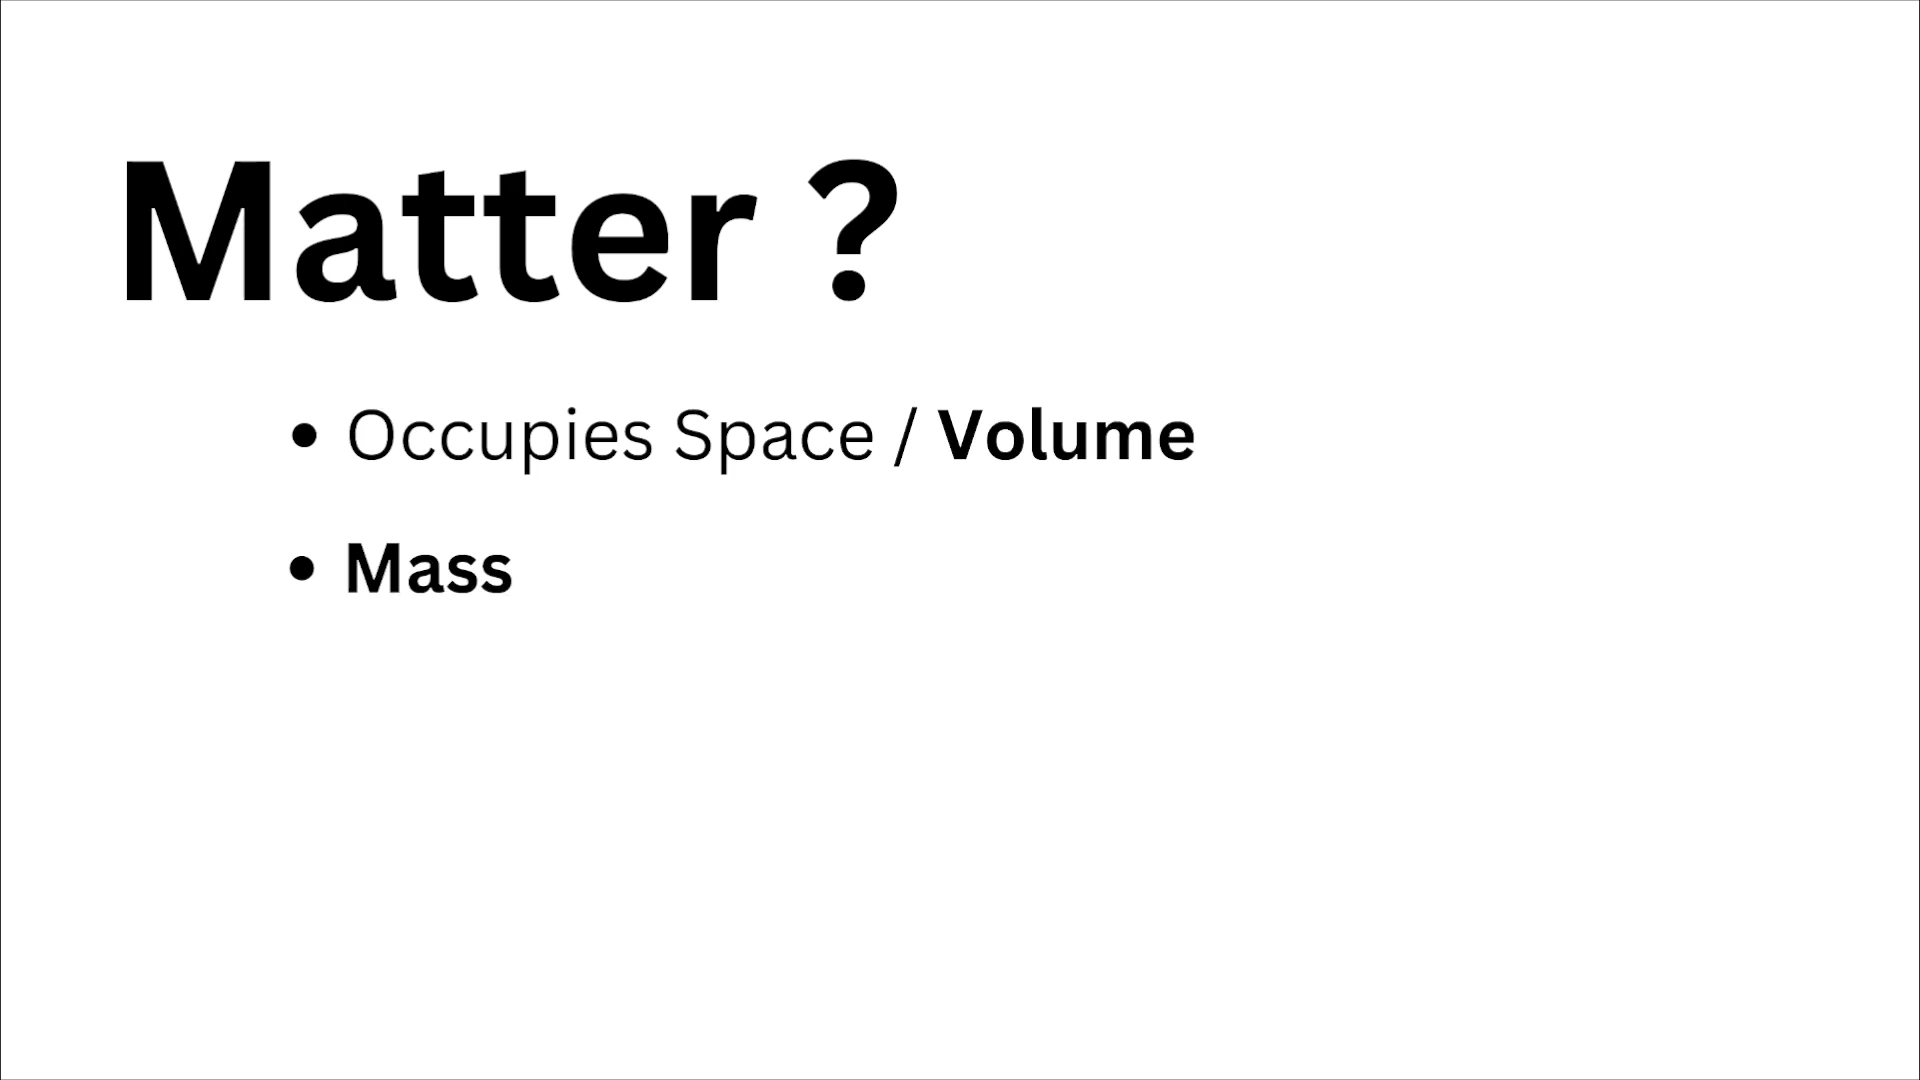 Matter ?
• Occupies Space / Volume
• Mass